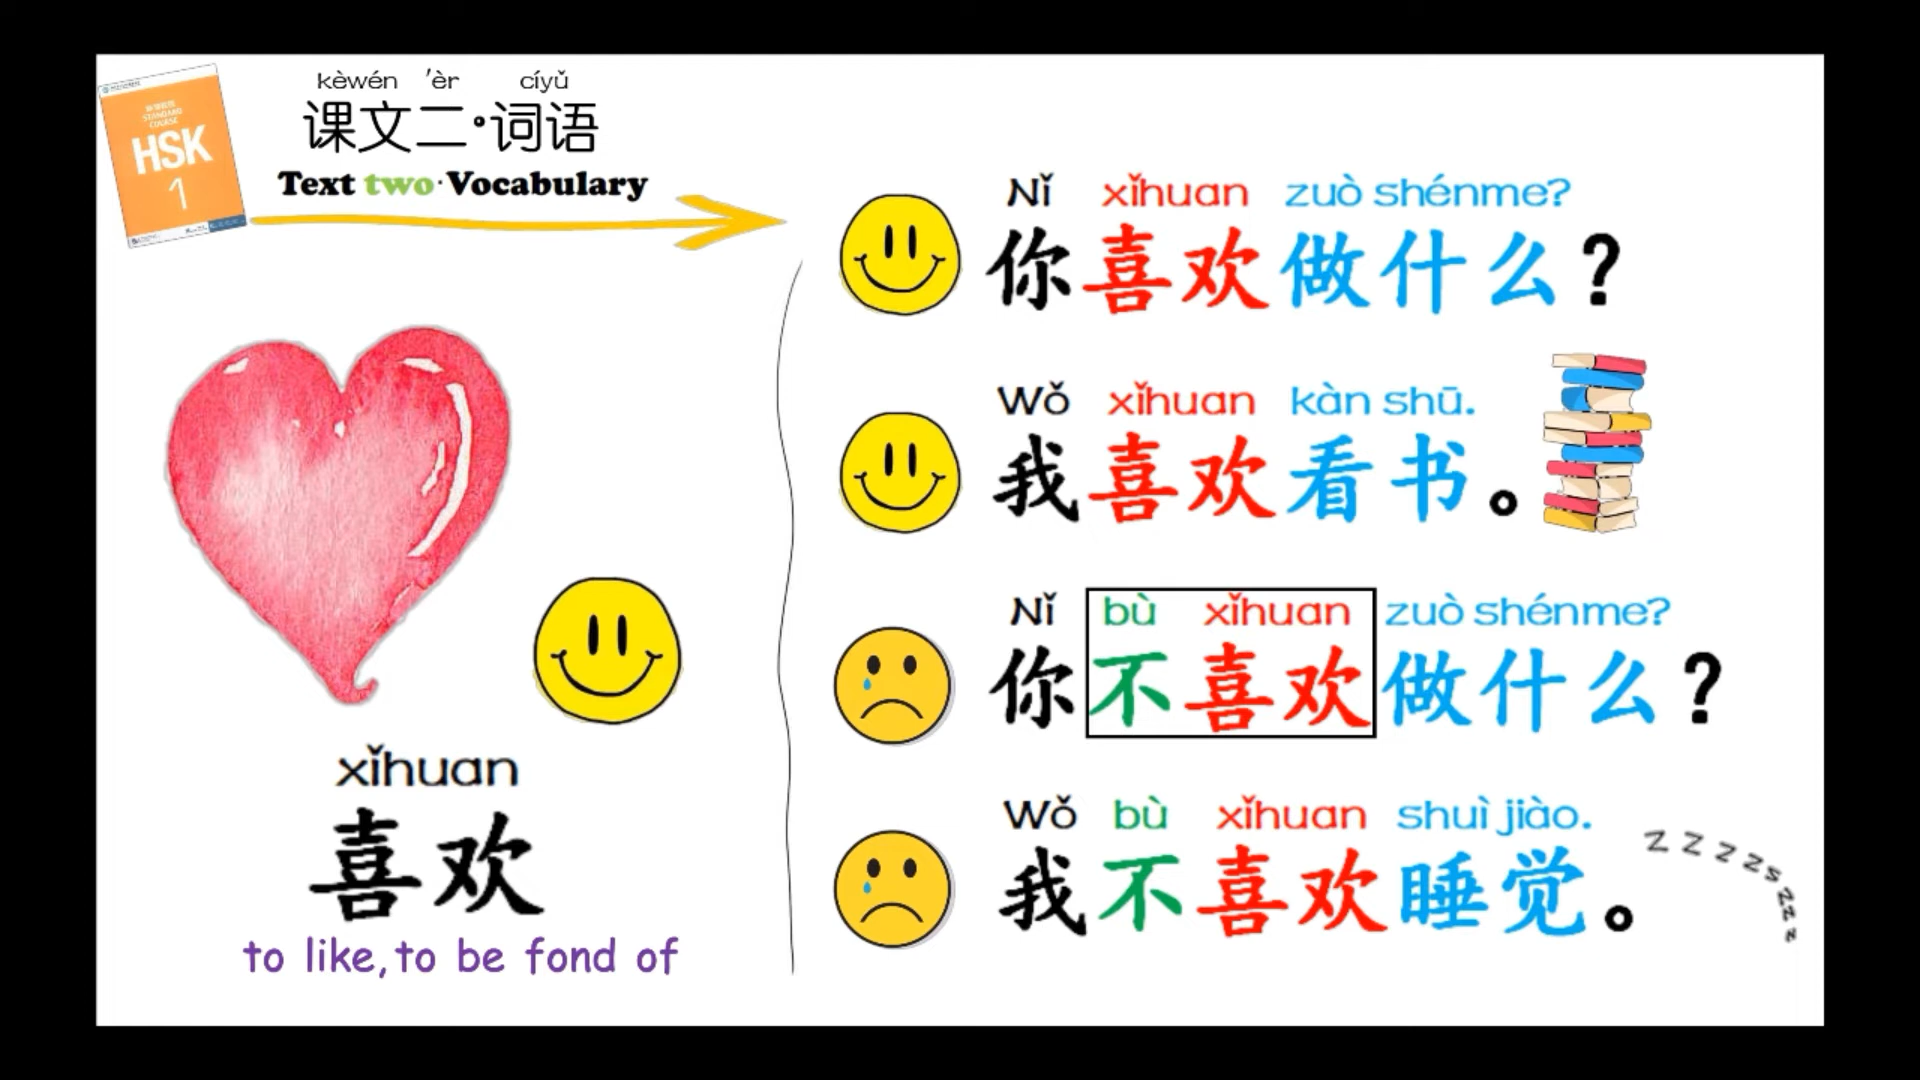 kèwén 'èr cíyǔ
课文二·词语
Text two·Vocabulary
STANDARD
COURSE
HSK
1
xǐhuan
喜欢
to like, to be fond of
Nǐ xǐhuan zuò shénme?
你喜欢做什么？
Wǒ xǐhuan kàn shū.
我喜欢看书。
Nǐ bù xǐhuan zuò shénme?
你不喜欢做什么？
Wǒ bù xǐhuan shuì jiào.
我不喜欢睡觉。
z z z z s z z z